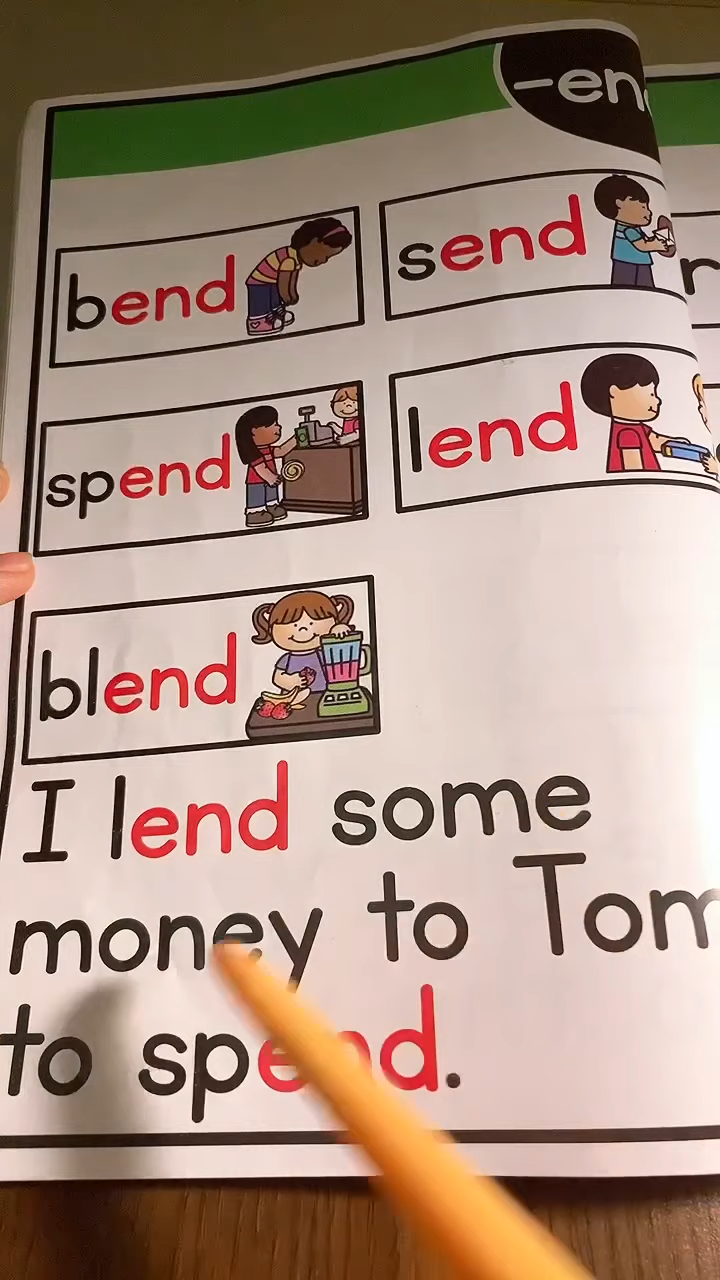 -en
bend
send
spend
lend
blend
I lend some
money to Tom
to spend.